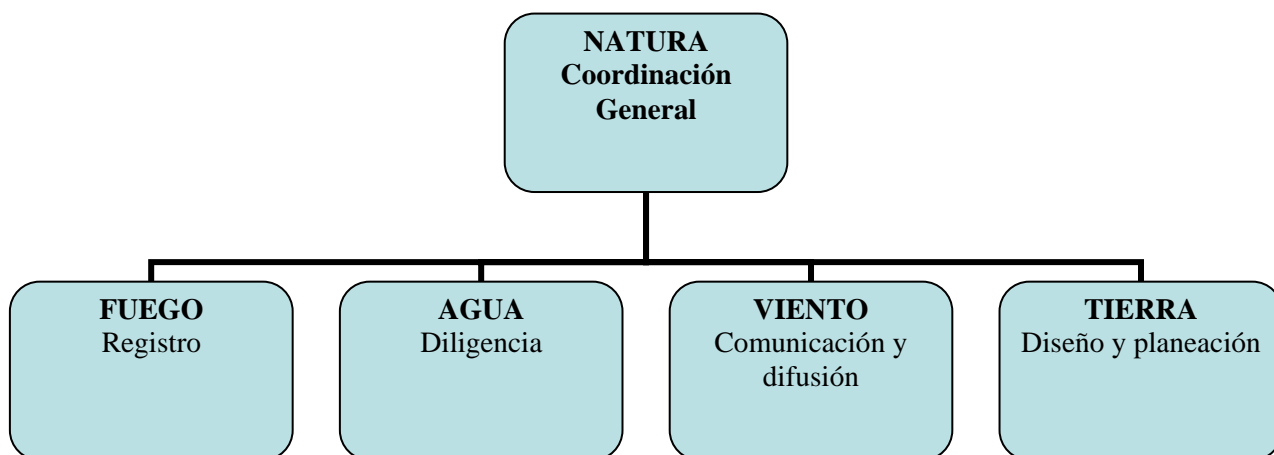 NATURA
Coordinación
General
FUEGO
Registro
AGUA
Diligencia
VIENTO
Comunicación y
difusión
TIERRA
Diseño y planeación